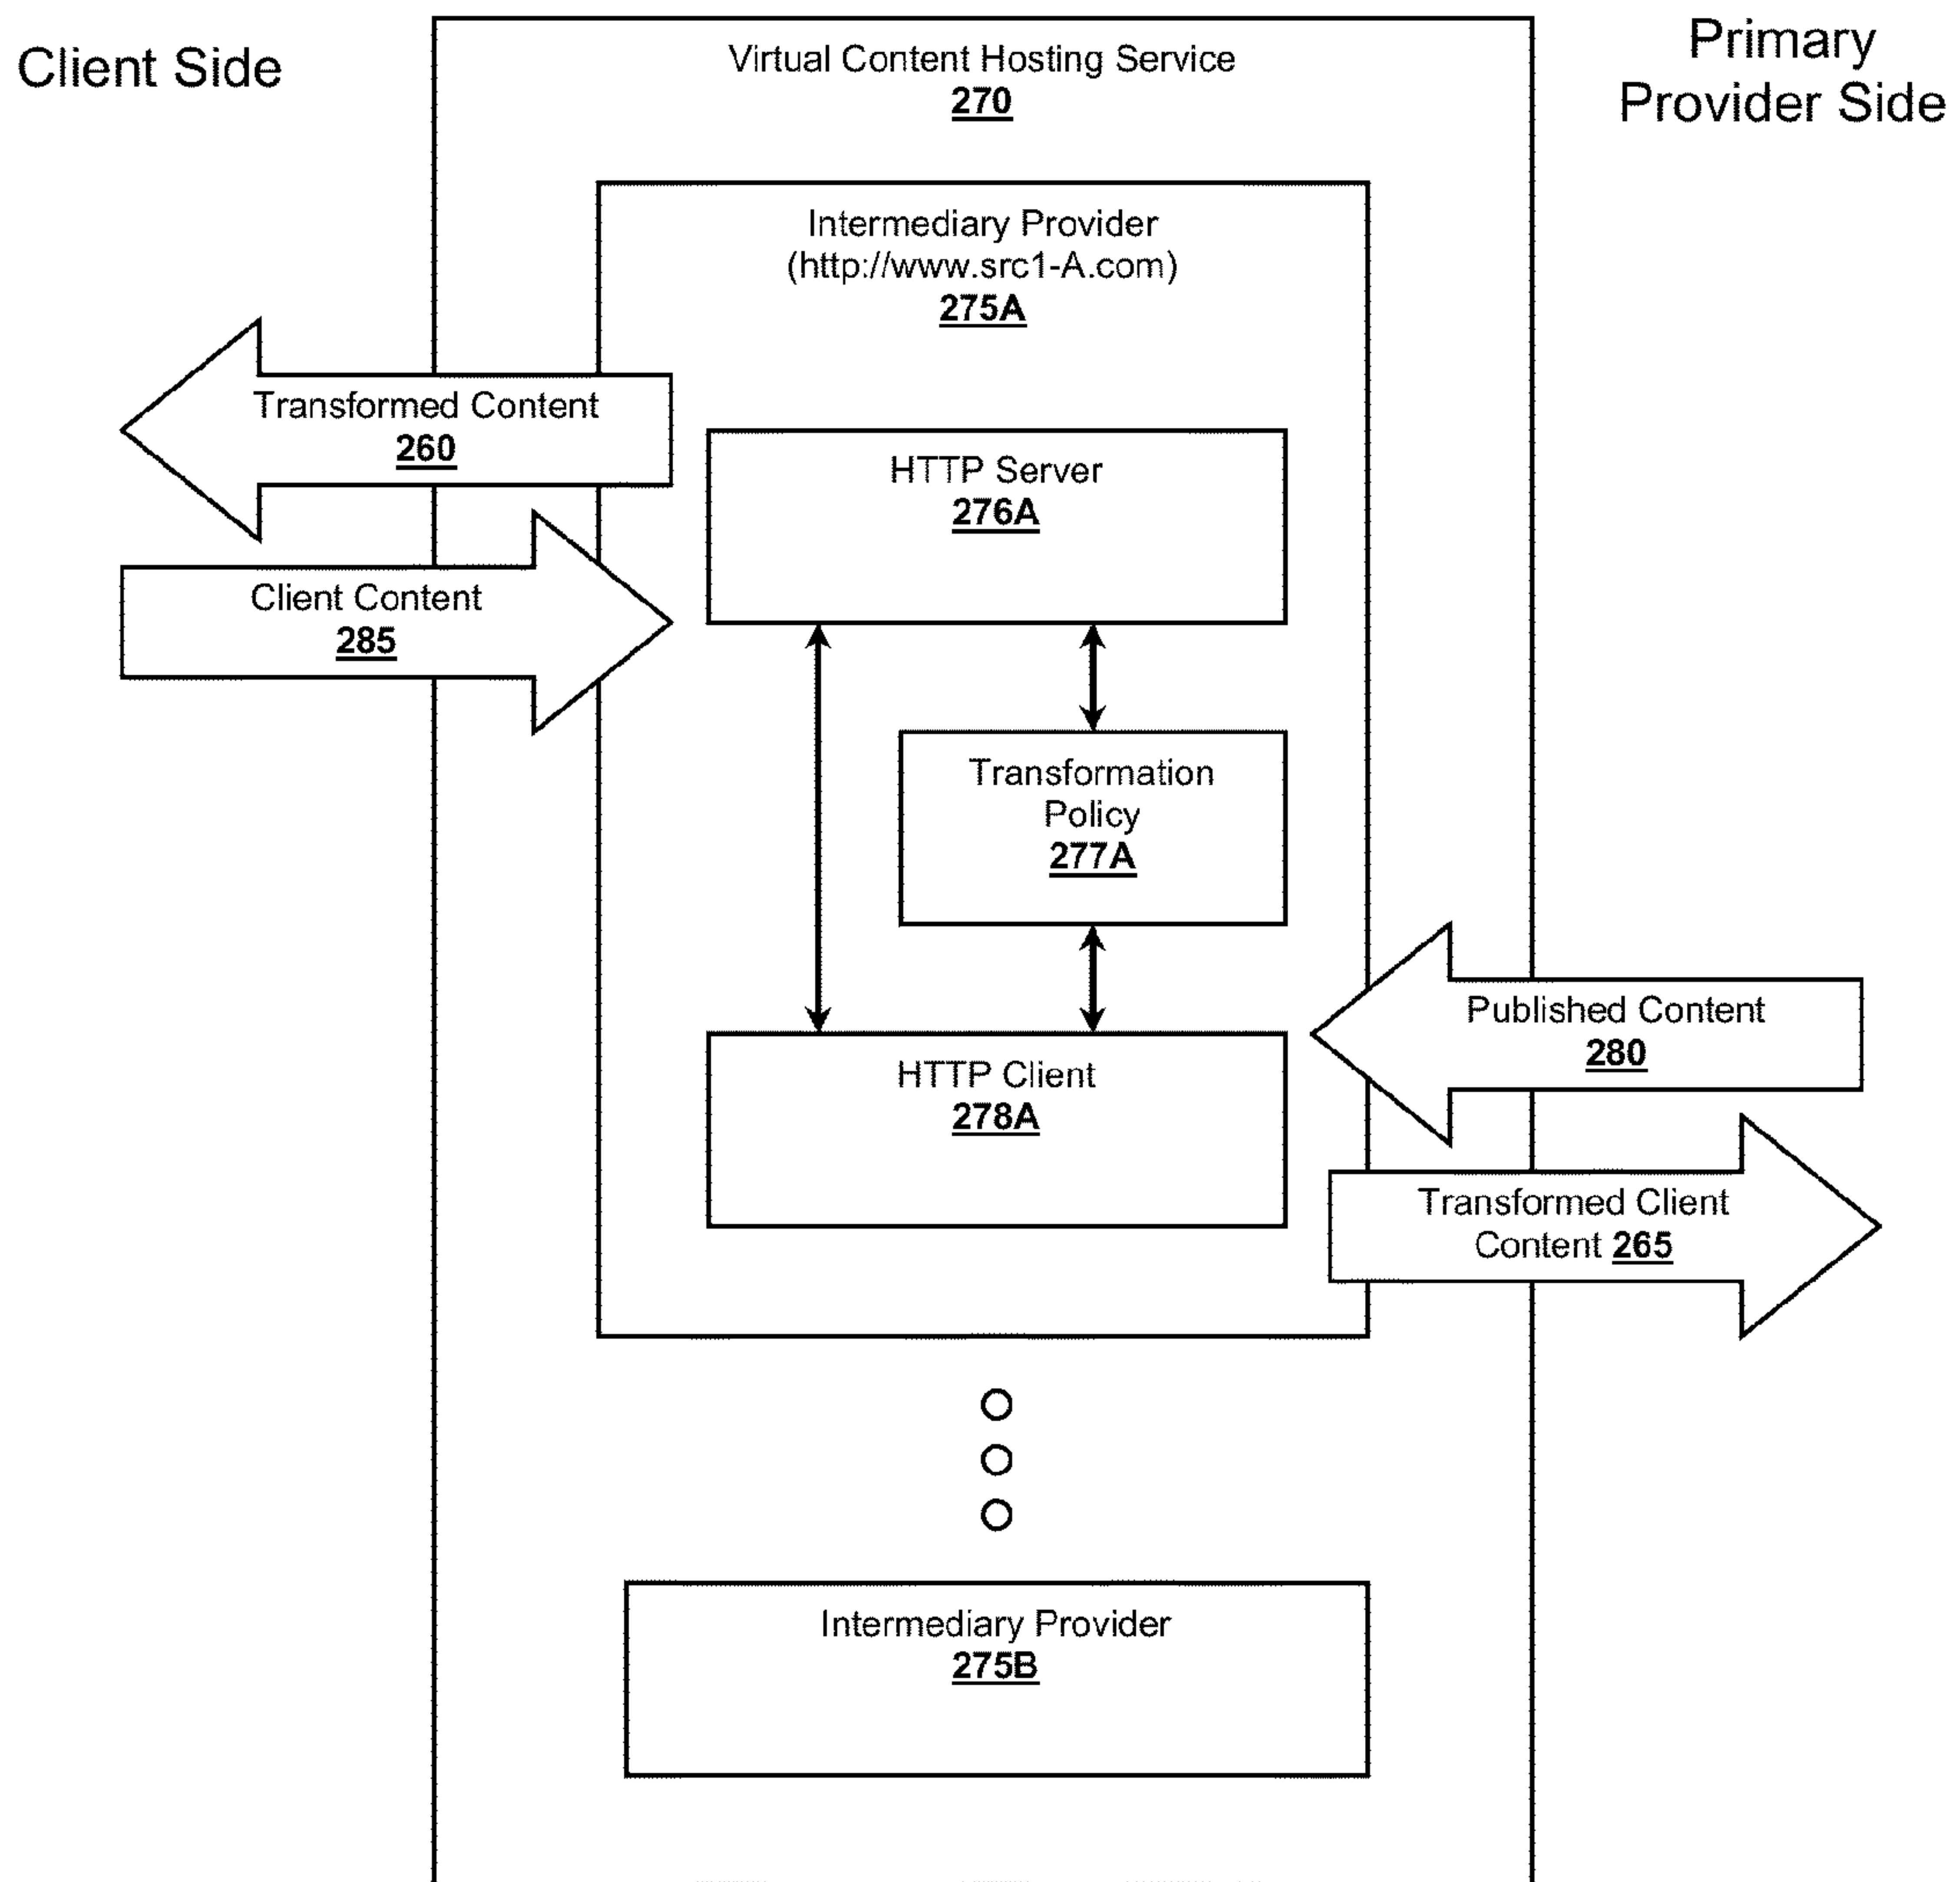 Client Side
Virtual Content Hosting Service
270
Primary
Provider Side
Intermediary Provider
(http://www.src1-A.com)
275A
Transformed Content
260
HTTP Server
276A
Client Content
285
Transformation
Policy
277A
Published Content
280
HTTP Client
278A
Transformed Client
Content 265
Intermediary Provider
275B